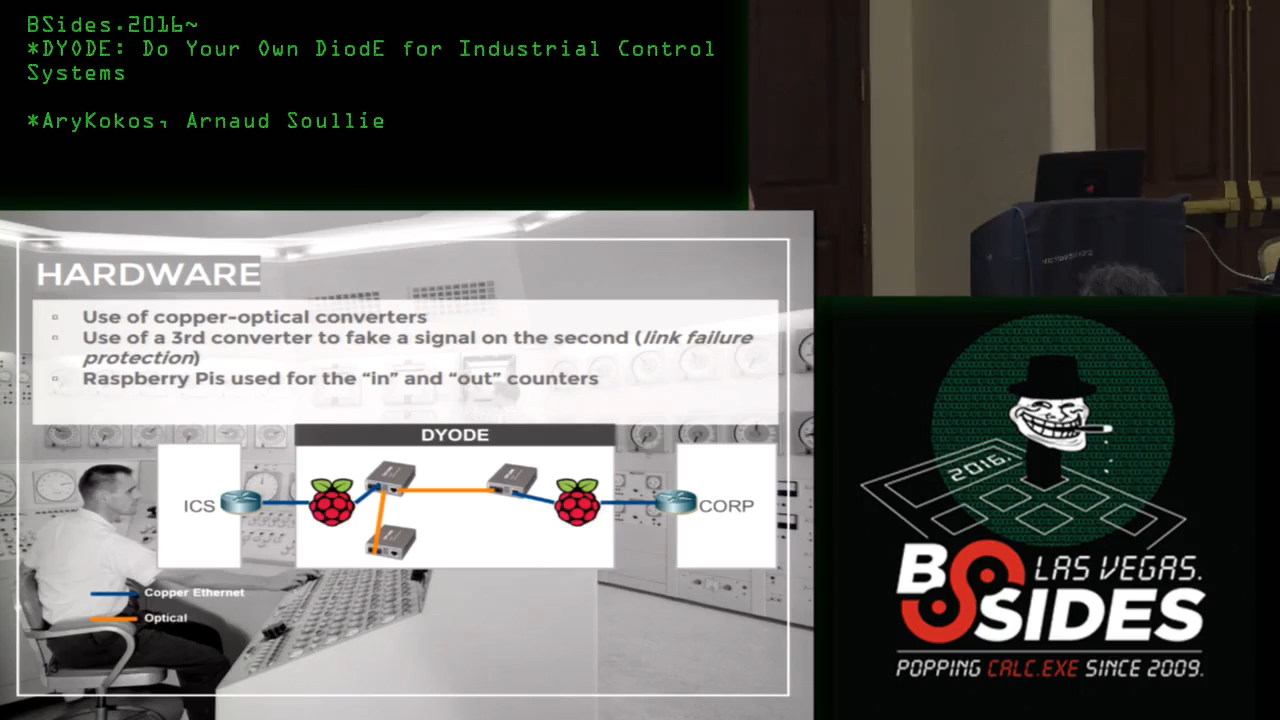 BSides.2016~
*DYODE: Do Your Own DiodE for Industrial Control
Systems
*AryKokos, Arnaud Soullie
HARDWARE
Use of copper-optical converters
Use of a 3rd converter to fake a signal on the second (link failure
protection)
Raspberry Pis used for the “in” and “out” counters
DYODE
ICS
CORP
Copper Ethernet
Optical
2016.
BSIDES
LAS VEGAS.
POPPING CALC.EXE SINCE 2009.